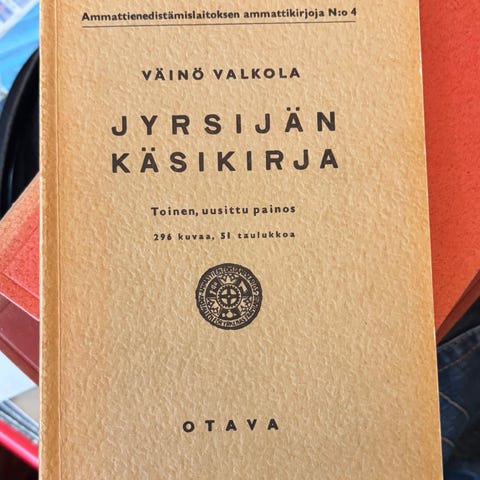 Ammattienedistämislaitoksen ammattikirjoja N:o 4
VÄINÖ VALKOLA
JYRSIJÄN
KÄSIKIRJA
Toinen, uusittu painos
296 kuvaa, 51 taulukkoa
OTAVA